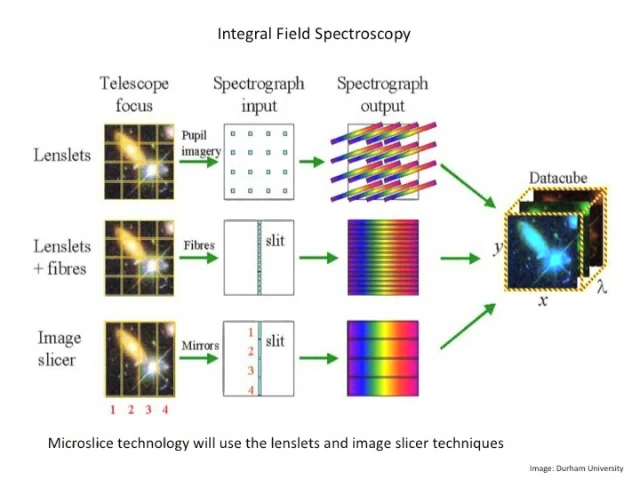 Integral Field Spectroscopy
Telescope
focus
Spectrograph
input
Spectrograph
output
Lenslets
Pupil
imagery
Datacube
Lenslets
+ fibres
Fibres
slit
y
x
λ
Image
slicer
Mirrors
1
2
3
4
slit
1 2 3 4
Microslice technology will use the lenslets and image slicer techniques
Image: Durham University